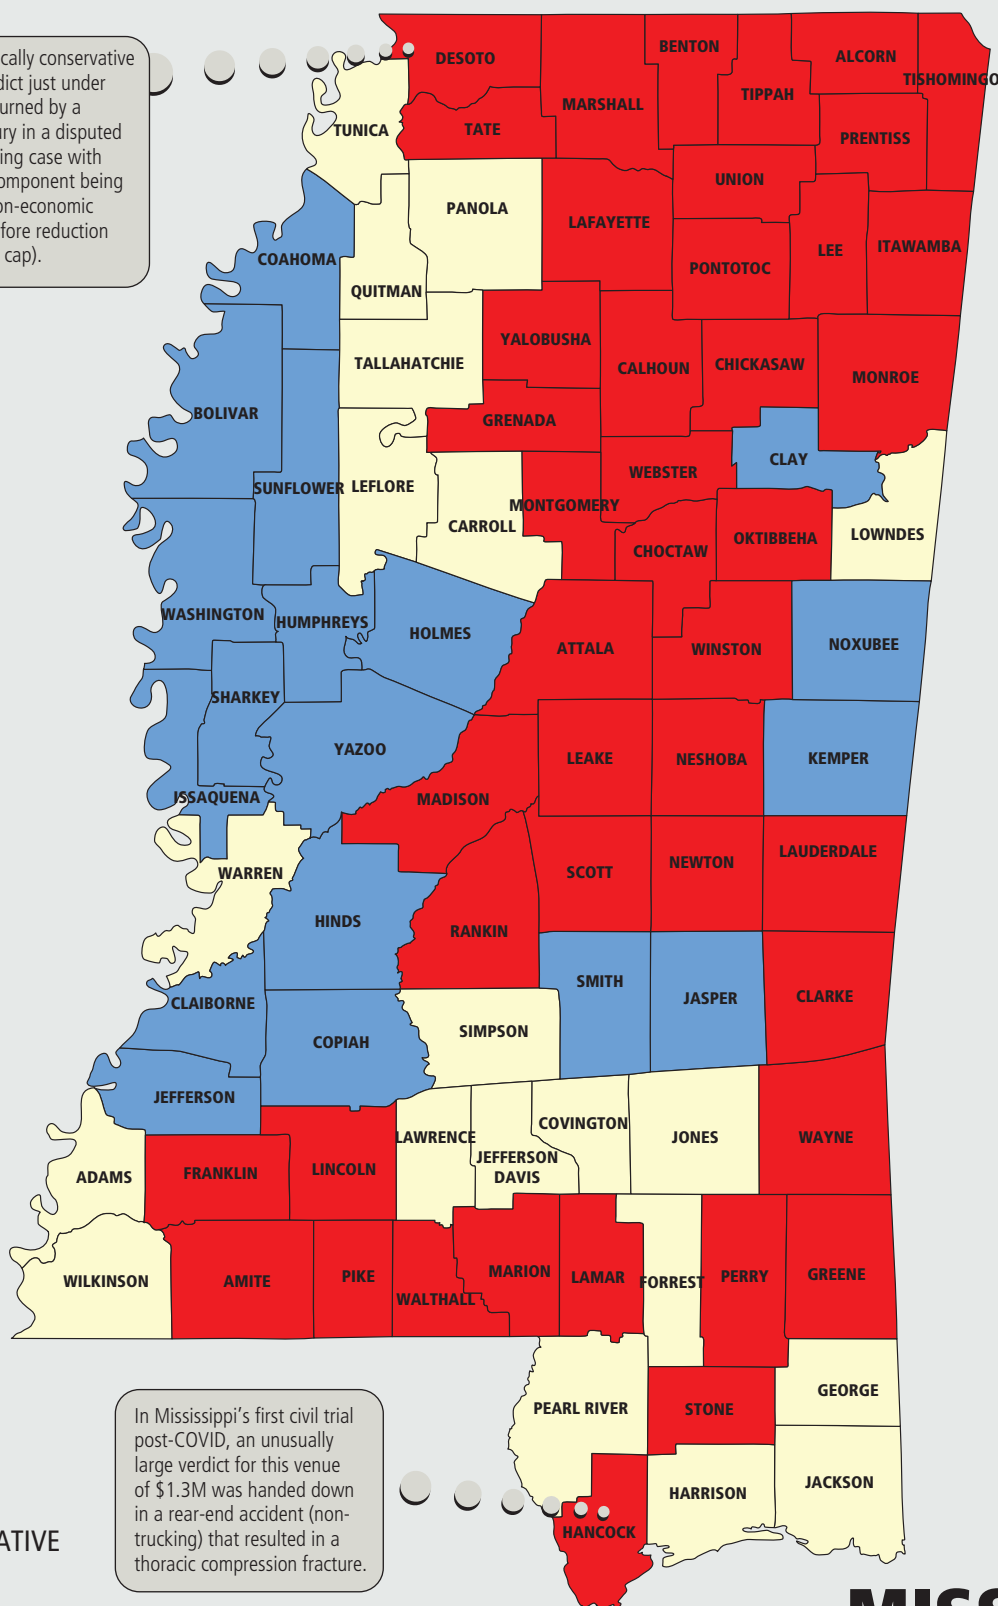 cally conservative
dict just under
urned by a
ury in a disputed
ing case with
omponent being
on-economic
fore reduction
cap).
DESOTO
BENTON
ALCORN
TISHOMINGO
MARSHALL
TIPPAH
TUNICA
TATE
PRENTISS
UNION
PANOLA
LAFAYETTE
COAHOMA
PONTOTOC
LEE
ITAWAMBA
QUITMAN
YALOBUSHA
TALLAHATCHIE
CALHOUN
CHICKASAW
MONROE
BOLIVAR
GRENADA
CLAY
WEBSTER
SUNFLOWER
LEFLORE
MONTGOMERY
CARROLL
CHOCTAW
OKTIBBEHA
LOWNDES
WASHINGTON
HUMPHREYS
HOLMES
ATTALA
WINSTON
NOXUBEE
SHARKEY
YAZOO
LEAKE
NESHOBA
KEMPER
ISSAQUENA
MADISON
WARREN
SCOTT
NEWTON
LAUDERDALE
HINDS
RANKIN
SMITH
JASPER
CLARKE
CLAIBORNE
COPIAH
SIMPSON
JEFFERSON
LAWRENCE
COVINGTON
JONES
WAYNE
ADAMS
FRANKLIN
LINCOLN
JEFFERSON
DAVIS
WILKINSON
AMITE
PIKE
WALTHALL
MARION
LAMAR
FORREST
PERRY
GREENE
PEARL RIVER
STONE
GEORGE
HARRISON
JACKSON
HANCOCK
In Mississippi's first civil trial
post-COVID, an unusually
large verdict for this venue
of $1.3M was handed down
in a rear-end accident (non-
trucking) that resulted in a
thoracic compression fracture.
ATIVE
MISS